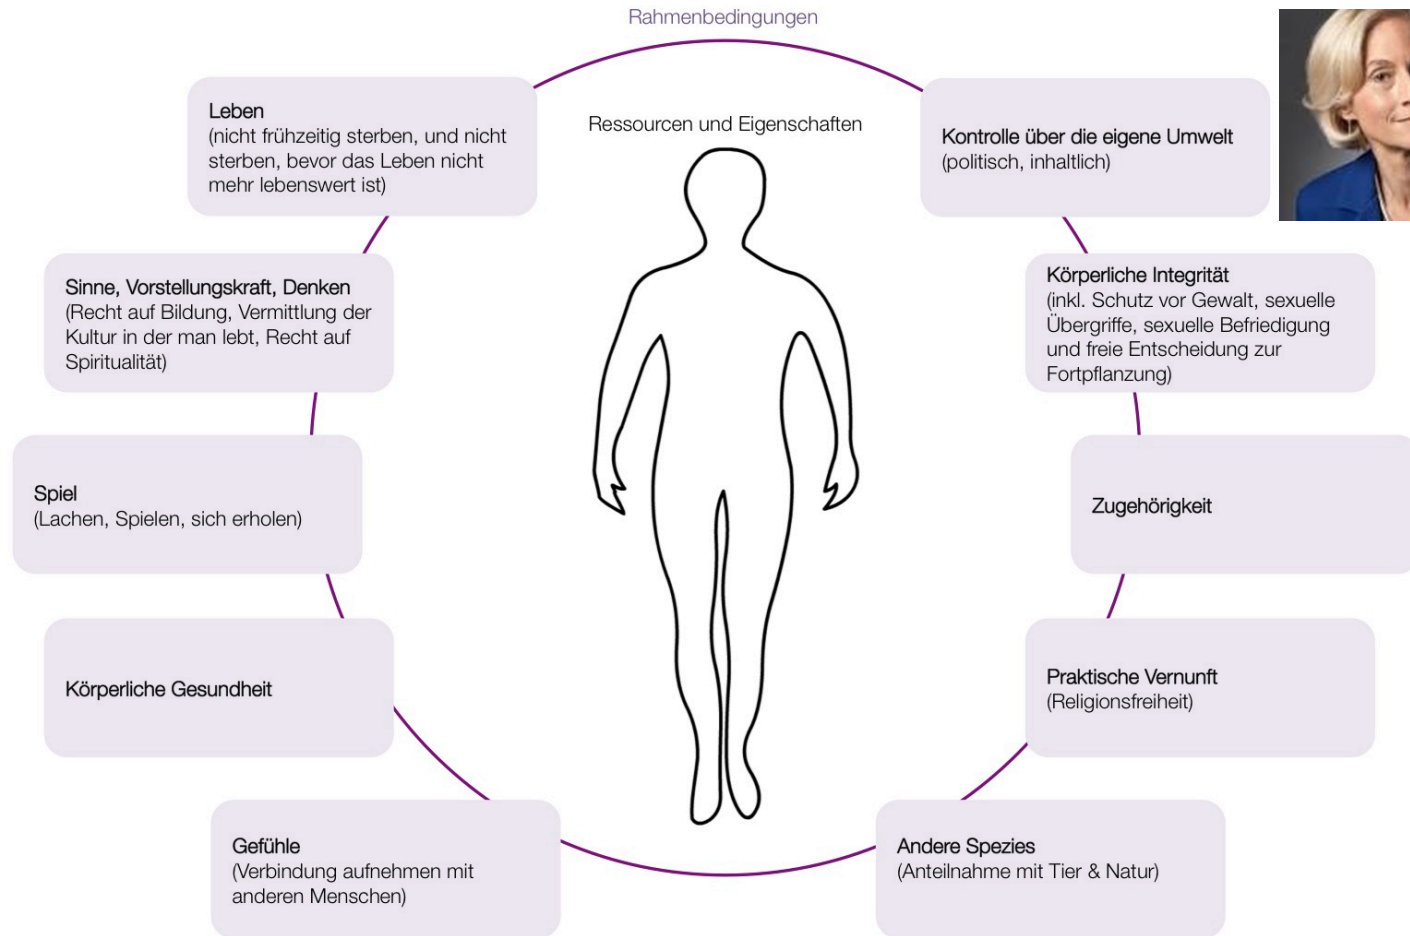 Rahmenbedingungen
Ressourcen und Eigenschaften
Leben
(nicht frühzeitig sterben, und nicht
sterben, bevor das Leben nicht
mehr lebenswert ist)
Kontrolle über die eigene Umwelt
(politisch, inhaltlich)
Sinne, Vorstellungskraft, Denken
(Recht auf Bildung, Vermittlung der
Kultur in der man lebt, Recht auf
Spiritualität)
Körperliche Integrität
(inkl. Schutz vor Gewalt, sexuelle
Übergriffe, sexuelle Befriedigung
und freie Entscheidung zur
Fortpflanzung)
Spiel
(Lachen, Spielen, sich erholen)
Zugehörigkeit
Körperliche Gesundheit
Praktische Vernunft
(Religionsfreiheit)
Gefühle
(Verbindung aufnehmen mit
anderen Menschen)
Andere Spezies
(Anteilnahme mit Tier & Natur)